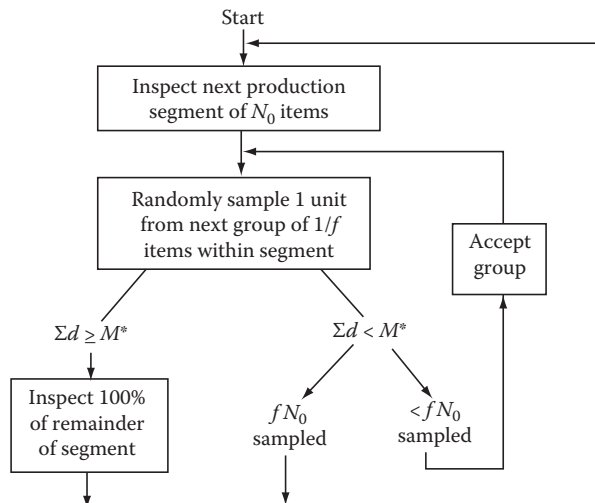 Start
Inspect next production
segment of N₀ items
Randomly sample 1 unit
from next group of 1/f
items within segment
Accept
group
Σd ≥ M*
Σd < M*
Inspect 100%
of remainder
of segment
fN₀
sampled
< fN₀
sampled